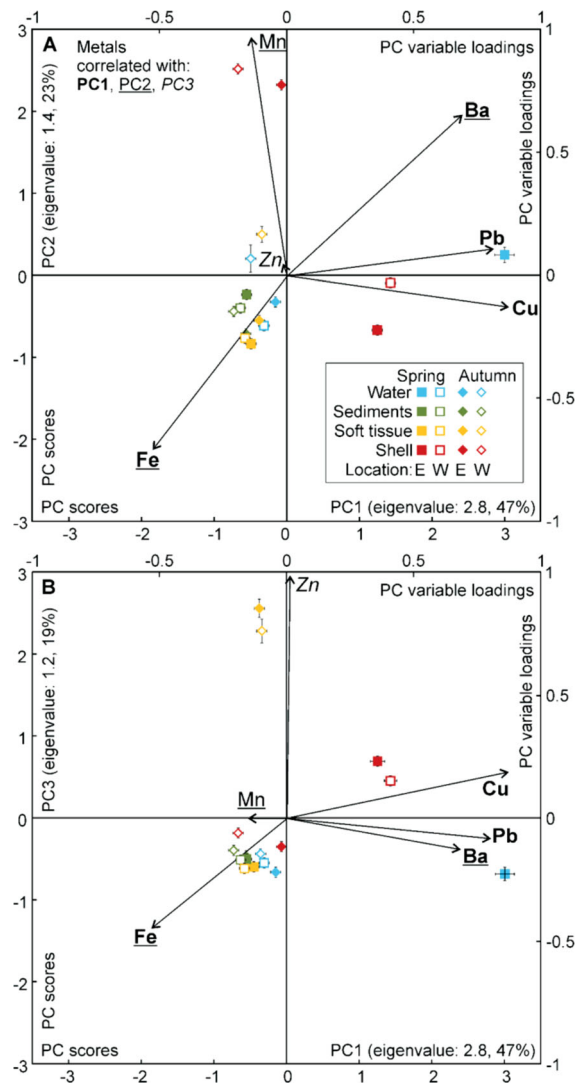 -1 -0.5 0 0.5 1
3 A Metals Mn PC variable loadings 1
correlated with:
PC1, PC2, PC3
PC2 (eigenvalue: 1.4, 23%)
PC variable loadings
2
Ba
0.5
1
Pb
Zn
0 0
Cu
-1
Spring Autumn
Water
Sediments
Soft tissue
Shell
Location: E W E W
-0.5
-2
Fe
PC scores
PC scores PC1 (eigenvalue: 2.8, 47%)
-3 -1
-3 -2 -1 0 1 2 3
-1 -0.5 0 0.5 1
3 B Zn PC variable loadings 1
PC3 (eigenvalue: 1.2, 19%)
PC variable loadings
2
0.5
1
Cu
Mn
0 0
Pb
Ba
-1
-0.5
Fe
-2
PC scores
PC scores PC1 (eigenvalue: 2.8, 47%)
-3 -1
-3 -2 -1 0 1 2 3